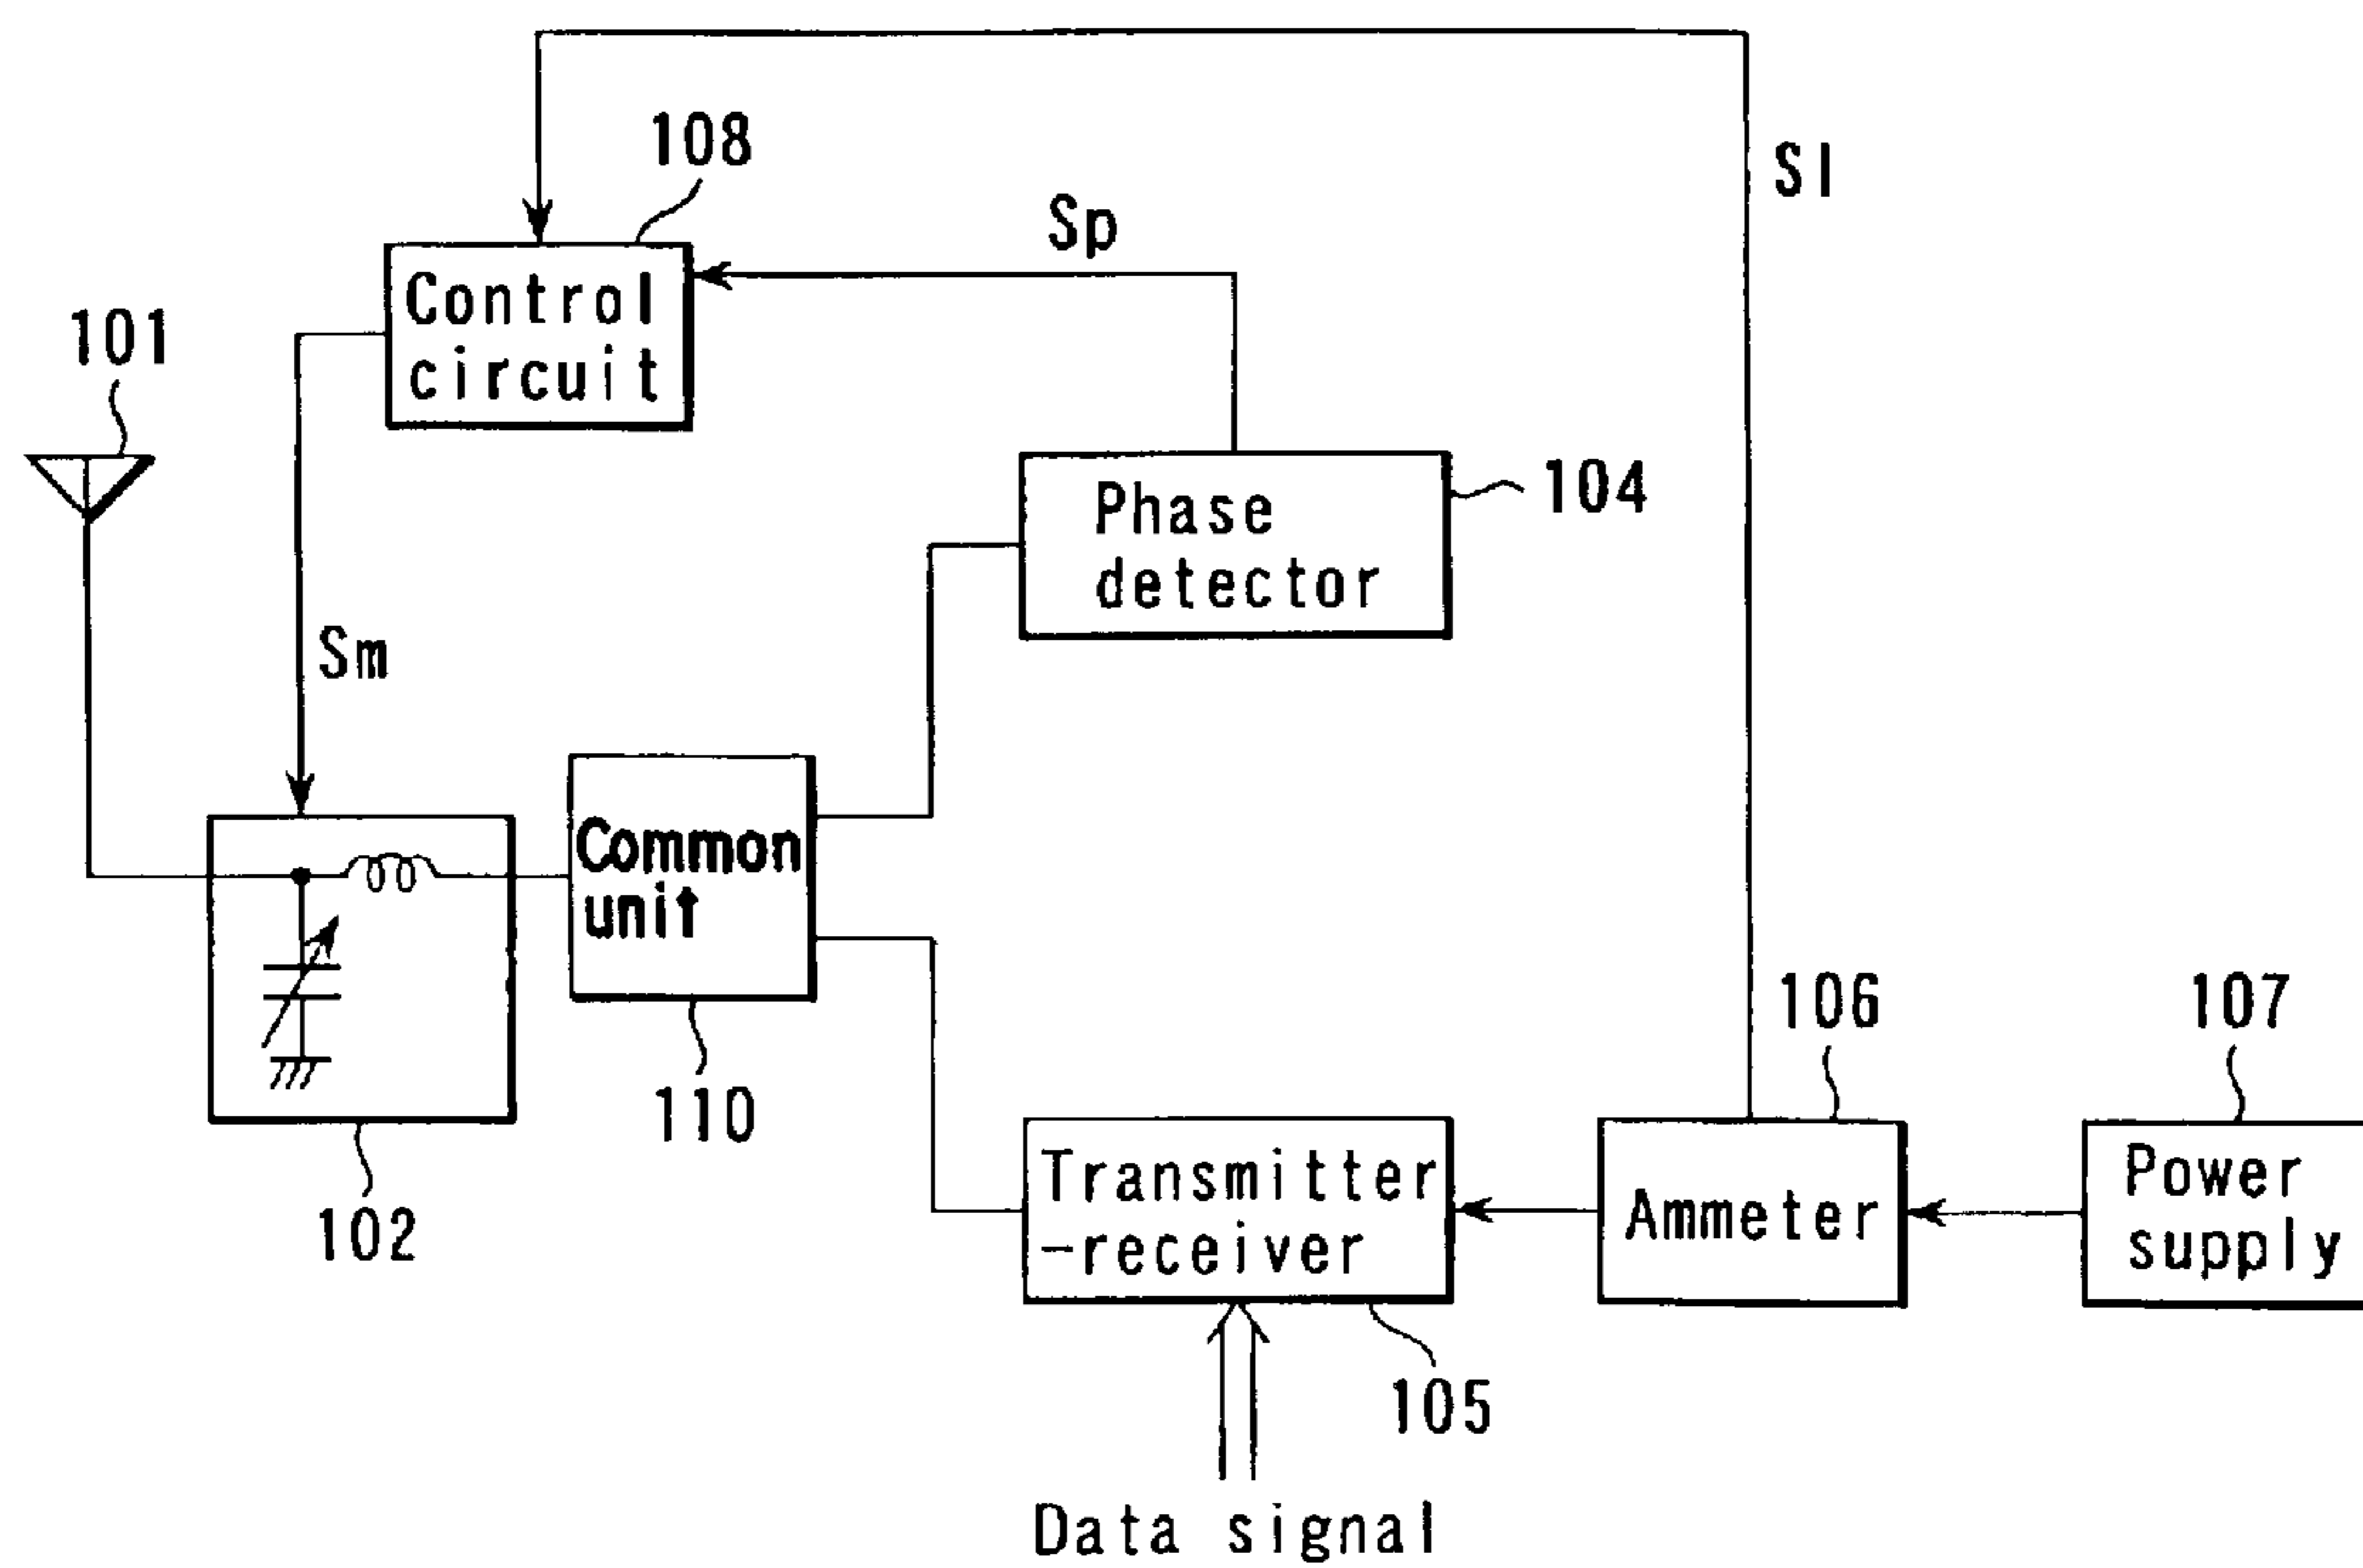 108
SI
Sp
101
Control
circuit
104
Phase
detector
Sm
Common
unit
110
106
107
102
Transmitter
-receiver
Ammeter
Power
supply
105
Data signal